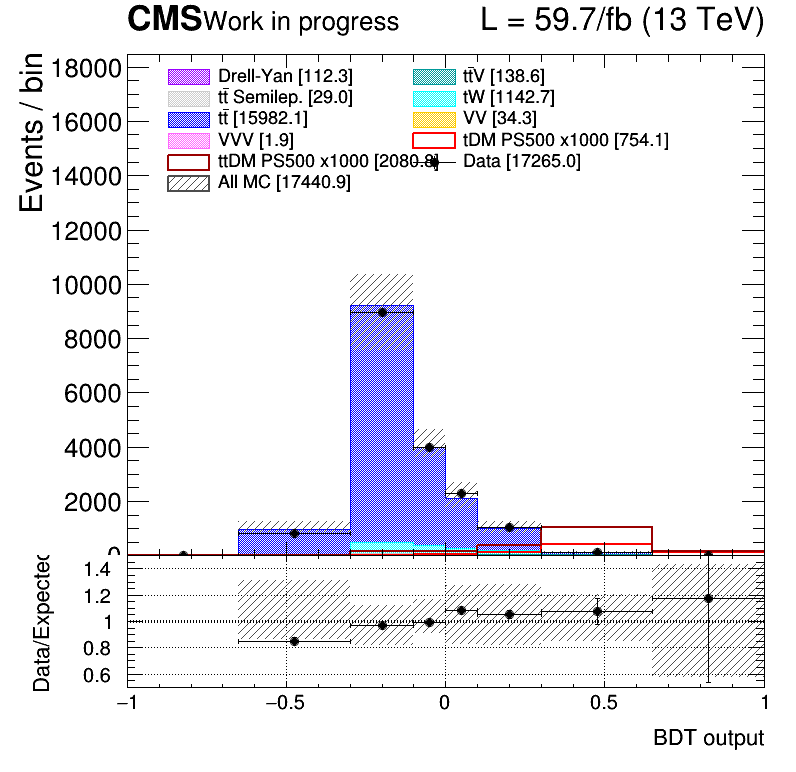 CMS Work in progress L = 59.7/fb (13 TeV)
Events / bin
18000
16000
14000
12000
10000
8000
6000
4000
2000
0
Drell-Yan [112.3]
tt̄V [138.6]
tt̄ Semilep. [29.0]
tW [1142.7]
tt̄ [15982.1]
VV [34.3]
VVV [1.9]
tDM PS500 x1000 [754.1]
ttDM PS500 x1000 [2080.8]
Data [17265.0]
All MC [17440.9]
Data/Expected
1.4
1.2
1
0.8
0.6
−1 −0.5 0 0.5 1
BDT output